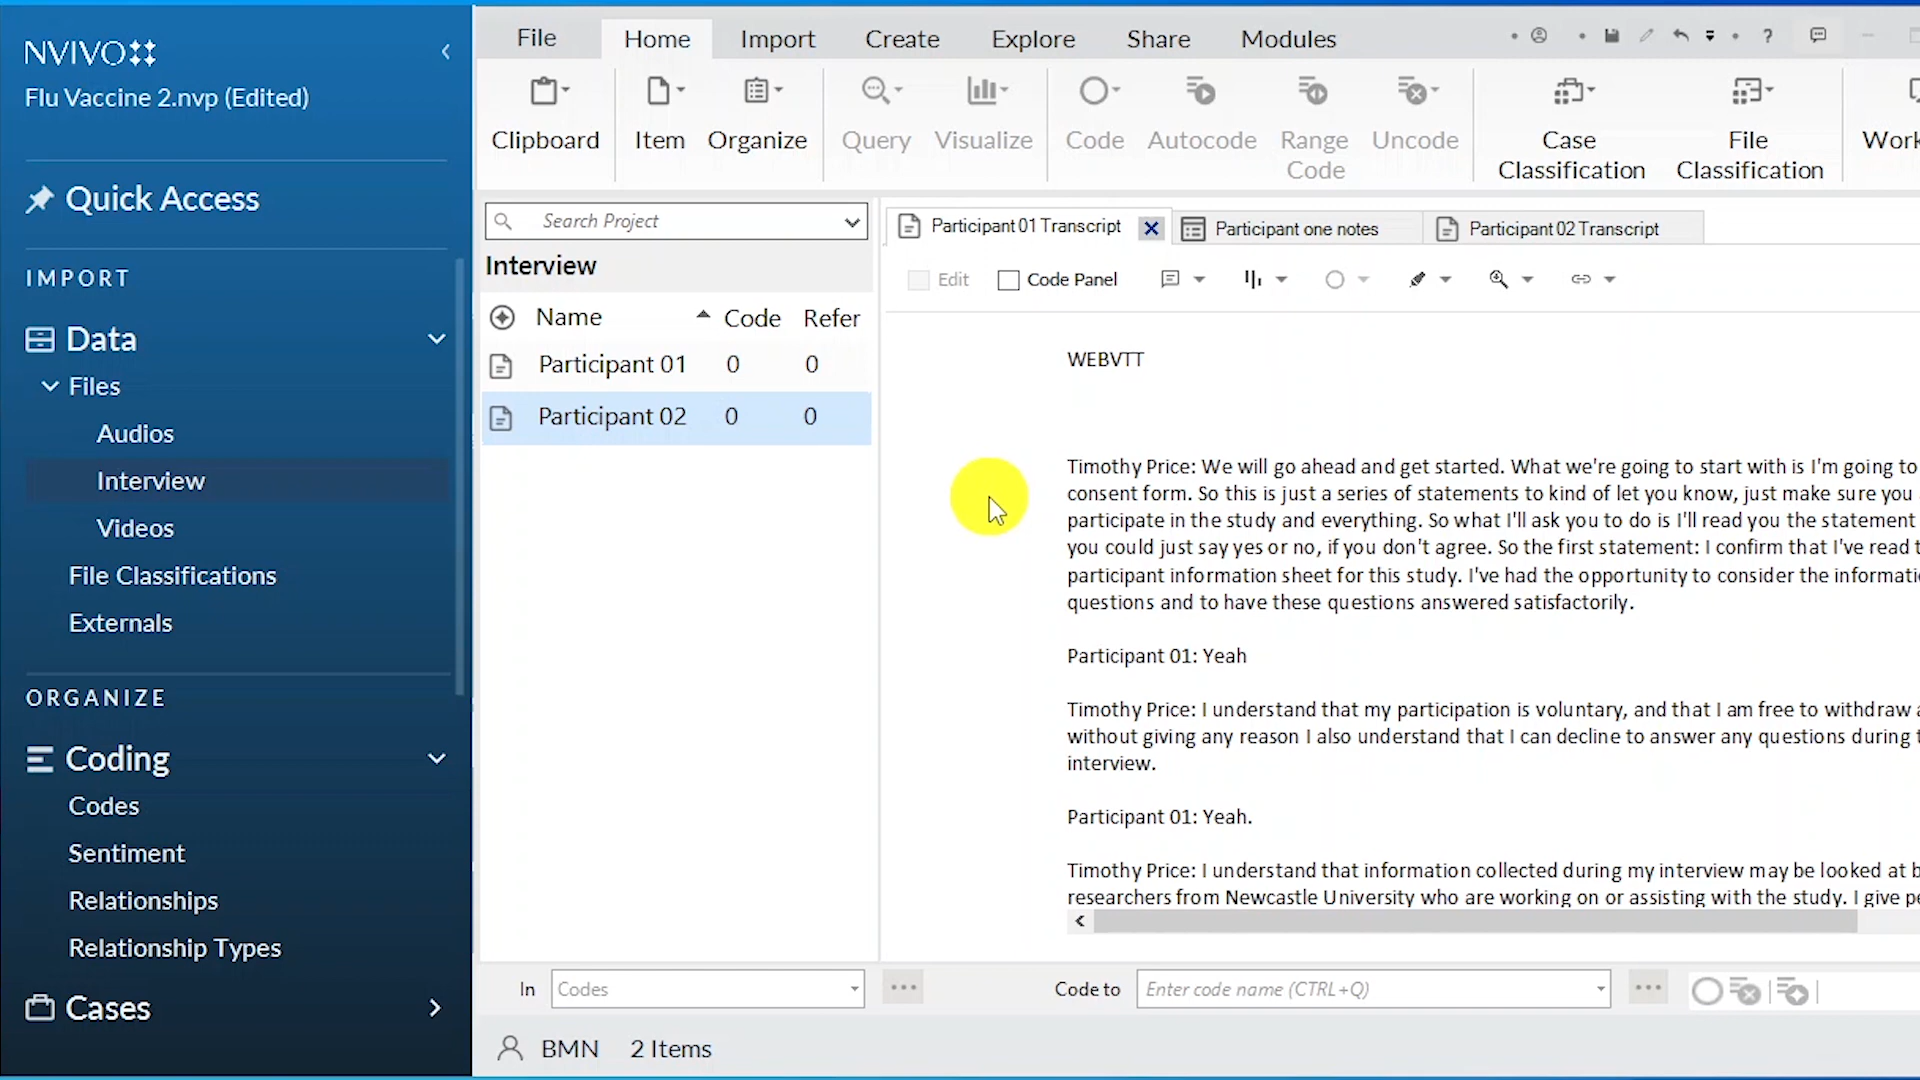 NVIVO
Flu Vaccine 2.nvp (Edited)
Quick Access
IMPORT
Data
Files
Audios
Interview
Videos
File Classifications
Externals
ORGANIZE
Coding
Codes
Sentiment
Relationships
Relationship Types
Cases
File Home Import Create Explore Share Modules
Clipboard Item Organize Query Visualize Code Autocode Range Code Uncode Case Classification File Classification
Search Project
Interview
Name Code Refer
Participant 01 0 0
Participant 02 0 0
Participant 01 Transcript Participant one notes Participant 02 Transcript
Edit Code Panel
WEBVTT
Timothy Price: We will go ahead and get started. What we're going to start with is I'm going to
consent form. So this is just a series of statements to kind of let you know, just make sure you
participate in the study and everything. So what I'll ask you to do is I'll read you the statement
you could just say yes or no, if you don't agree. So the first statement: I confirm that I've read
participant information sheet for this study. I've had the opportunity to consider the
questions and to have these questions answered satisfactorily.
Participant 01: Yeah
Timothy Price: I understand that my participation is voluntary, and that I am free to withdraw
without giving any reason I also understand that I can decline to answer any questions during
interview.
Participant 01: Yeah.
Timothy Price: I understand that information collected during my interview may be looked at
researchers from Newcastle University who are working on or assisting with the study. I give
In Codes Code to Enter code name (CTRL+Q)
BMN 2 Items